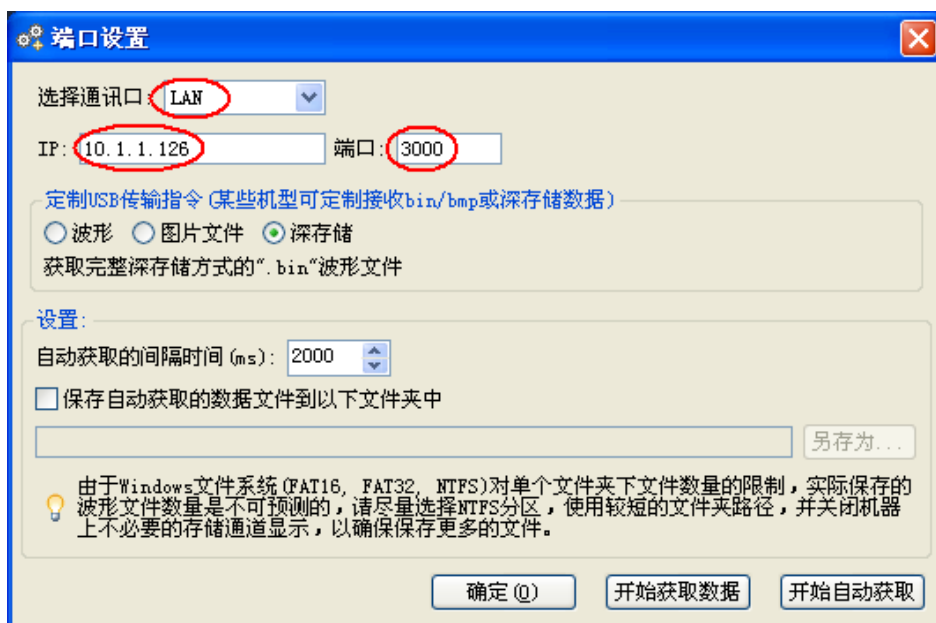 端口设置
选择通讯口: LAN
IP: 10.1.1.126 端口: 3000
定制USB传输指令(某些机型可定制接收bin/bmp或深存储数据)
波形 图片文件 深存储
获取完整深存储方式的“.bin“波形文件
设置:
自动获取的间隔时间(ms): 2000
保存自动获取的数据文件到以下文件夹中
另存为...
由于Windows文件系统(FAT16, FAT32, NTFS)对单个文件夹下文件数量的限制，实际保存的
波形文件数量是不可预测的，请尽量选择NTFS分区，使用较短的文件夹路径，并关闭机器
上不必要的存储通道显示，以确保保存更多的文件。
确定(O) 开始获取数据 开始自动获取